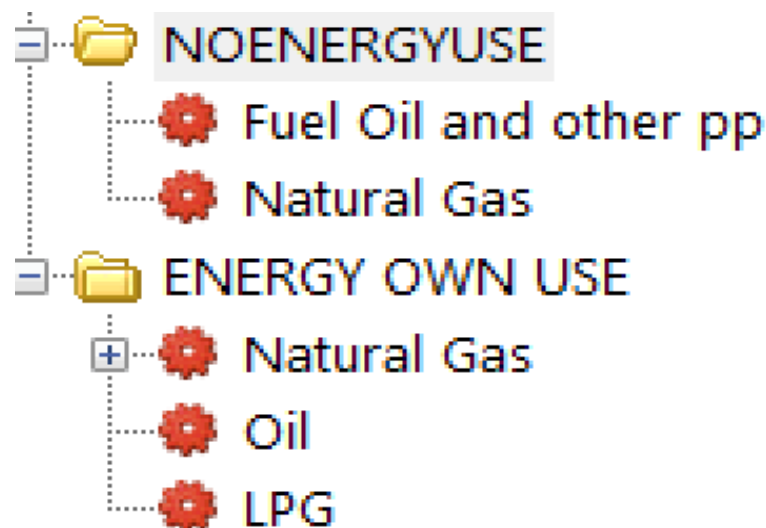 NOENERGYUSE
Fuel Oil and other pp
Natural Gas
ENERGY OWN USE
Natural Gas
Oil
LPG